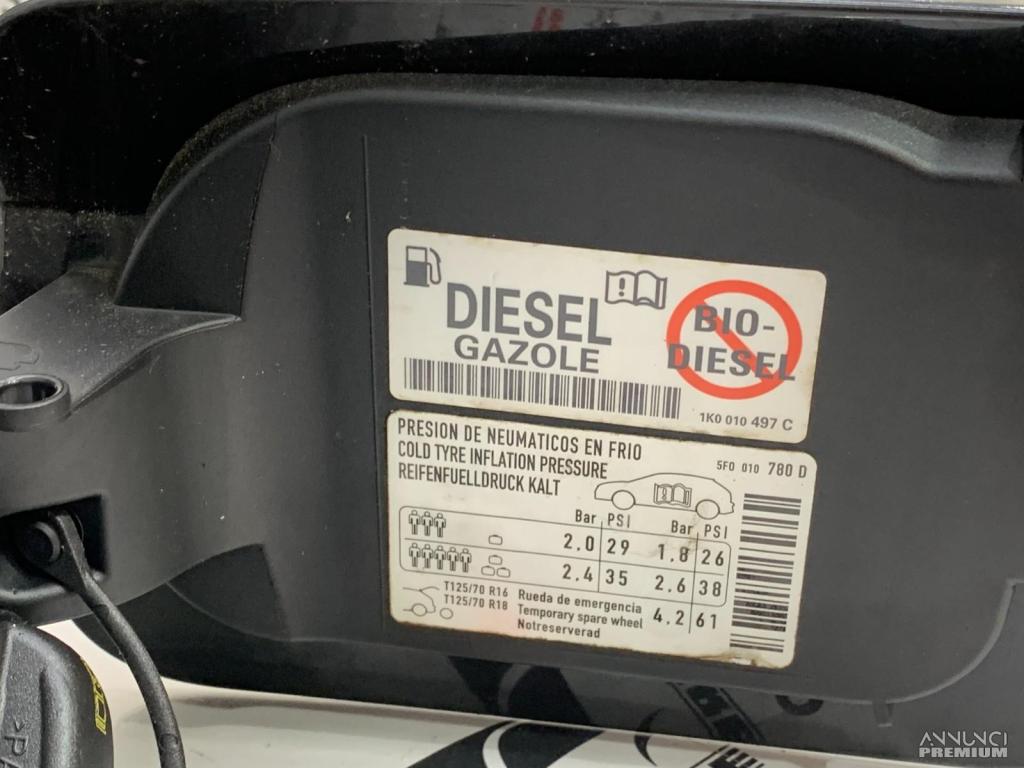 DIESEL
GAZOLE
BIO-
DIESEL
1K0 010 497 C
PRESION DE NEUMATICOS EN FRIO
COLD TYRE INFLATION PRESSURE
REIFENFUELLDRUCK KALT
5F0 010 780 D
Bar PSI Bar PSI
2.0 29 1.8 26
2.4 35 2.6 38
T125/70 R16
T125/70 R18
Rueda de emergencia
Temporary spare wheel
Notreserverad
4.2 61
ANNUNCI
PREMIUM